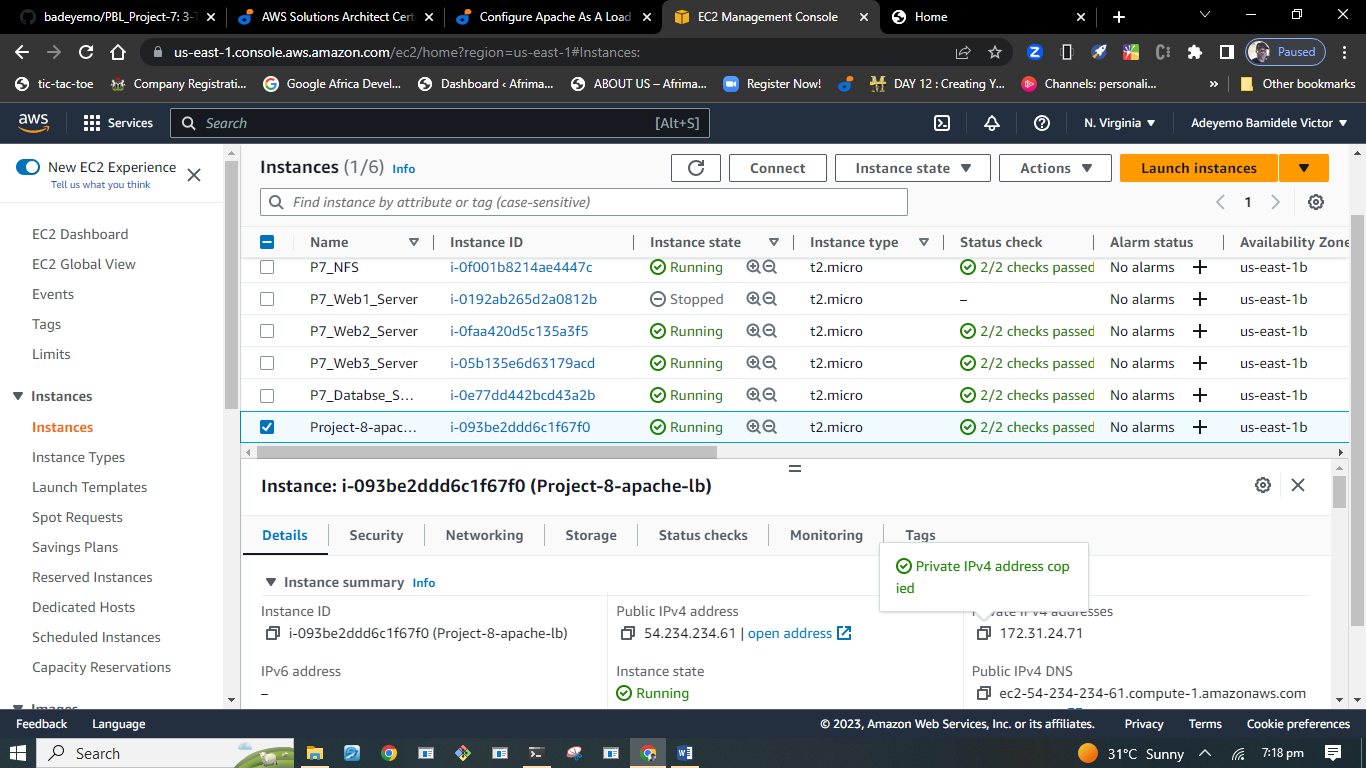 badeyemo/PBL_Project-7: 3-T
AWS Solutions Architect Cert
Configure Apache As A Load
EC2 Management Console
Home
us-east-1.console.aws.amazon.com/ec2/home?region=us-east-1#Instances:
Paused
tic-tac-toe
Company Registrati...
Google Africa Devel...
Dashboard ‹ Afrima...
ABOUT US – Afrima...
Register Now!
DAY 12 : Creating Y...
Channels: personali...
»
Other bookmarks
aws
Services
Search
[Alt+S]
N. Virginia
Adeyemo Bamidele Victor
New EC2 Experience
Tell us what you think
EC2 Dashboard
EC2 Global View
Events
Tags
Limits
Instances
Instances
Instance Types
Launch Templates
Spot Requests
Savings Plans
Reserved Instances
Dedicated Hosts
Scheduled Instances
Capacity Reservations
Images
Instances (1/6) Info
Connect
Instance state
Actions
Launch instances
Find instance by attribute or tag (case-sensitive)
1
Name Instance ID Instance state Instance type Status check Alarm status Availability Zone
P7_NFS i-0f001b8214ae4447c Running t2.micro 2/2 checks passed No alarms us-east-1b
P7_Web1_Server i-0192ab265d2a0812b Stopped t2.micro – No alarms us-east-1b
P7_Web2_Server i-0faa420d5c135a3f5 Running t2.micro 2/2 checks passed No alarms us-east-1b
P7_Web3_Server i-05b135e6d63179acd Running t2.micro 2/2 checks passed No alarms us-east-1b
P7_Databse_S... i-0e77dd442bcd43a2b Running t2.micro 2/2 checks passed No alarms us-east-1b
Project-8-apac... i-093be2ddd6c1f67f0 Running t2.micro 2/2 checks passed No alarms us-east-1b
Instance: i-093be2ddd6c1f67f0 (Project-8-apache-lb)
Details Security Networking Storage Status checks Monitoring Tags
Private IPv4 address cop
ied
Instance summary Info
Instance ID
i-093be2ddd6c1f67f0 (Project-8-apache-lb)
Public IPv4 address
54.234.234.61 | open address
Private IPv4 addresses
172.31.24.71
IPv6 address
–
Instance state
Running
Public IPv4 DNS
ec2-54-234-234-61.compute-1.amazonaws.com
Feedback
Language
© 2023, Amazon Web Services, Inc. or its affiliates.
Privacy
Terms
Cookie preferences
Search
31°C Sunny
7:18 pm